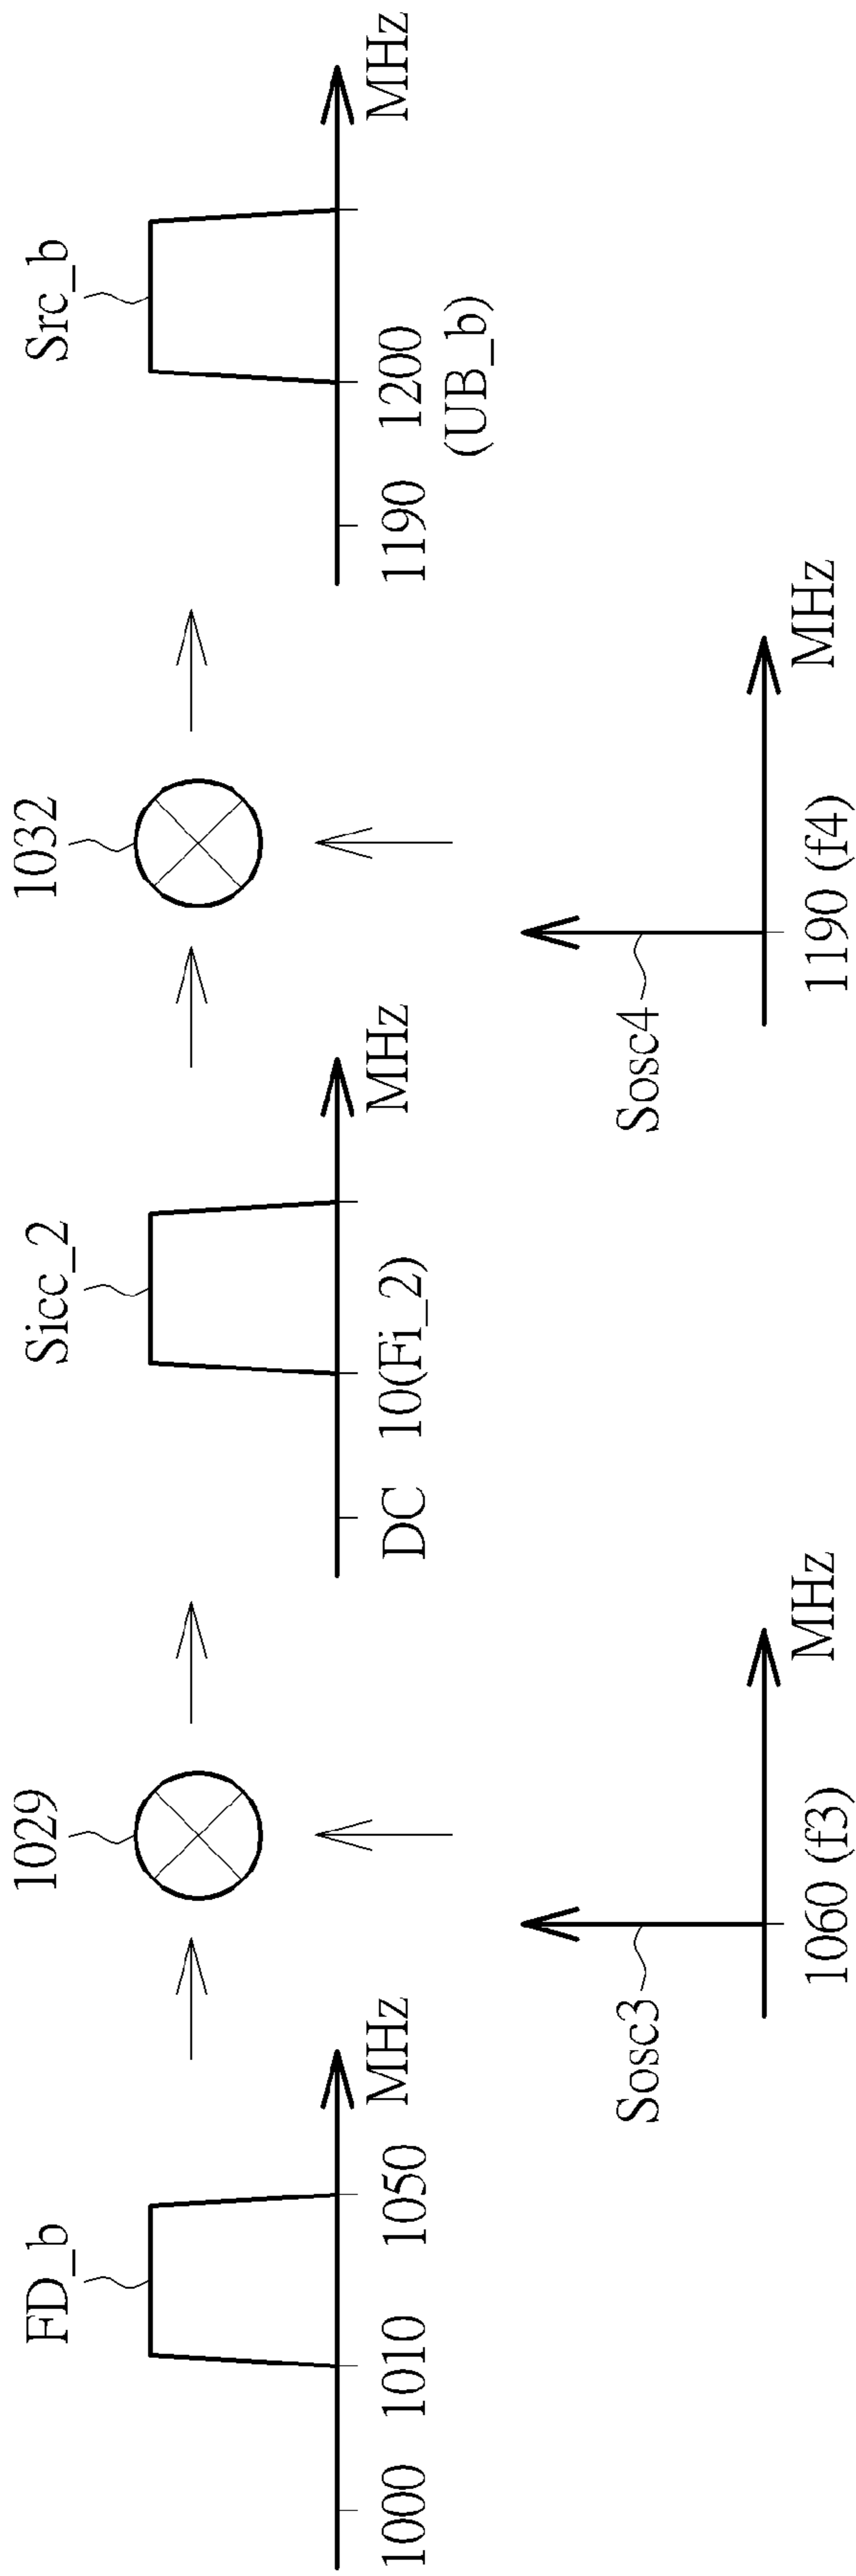 FD_b
1000 1010 1050 MHz
1029
Sosc3
1060 (f3)
MHz
Sicc_2
DC 10(Fi_2) MHz
1032
Sosc4
1190 (f4)
MHz
Src_b
1190 1200 MHz
(UB_b)